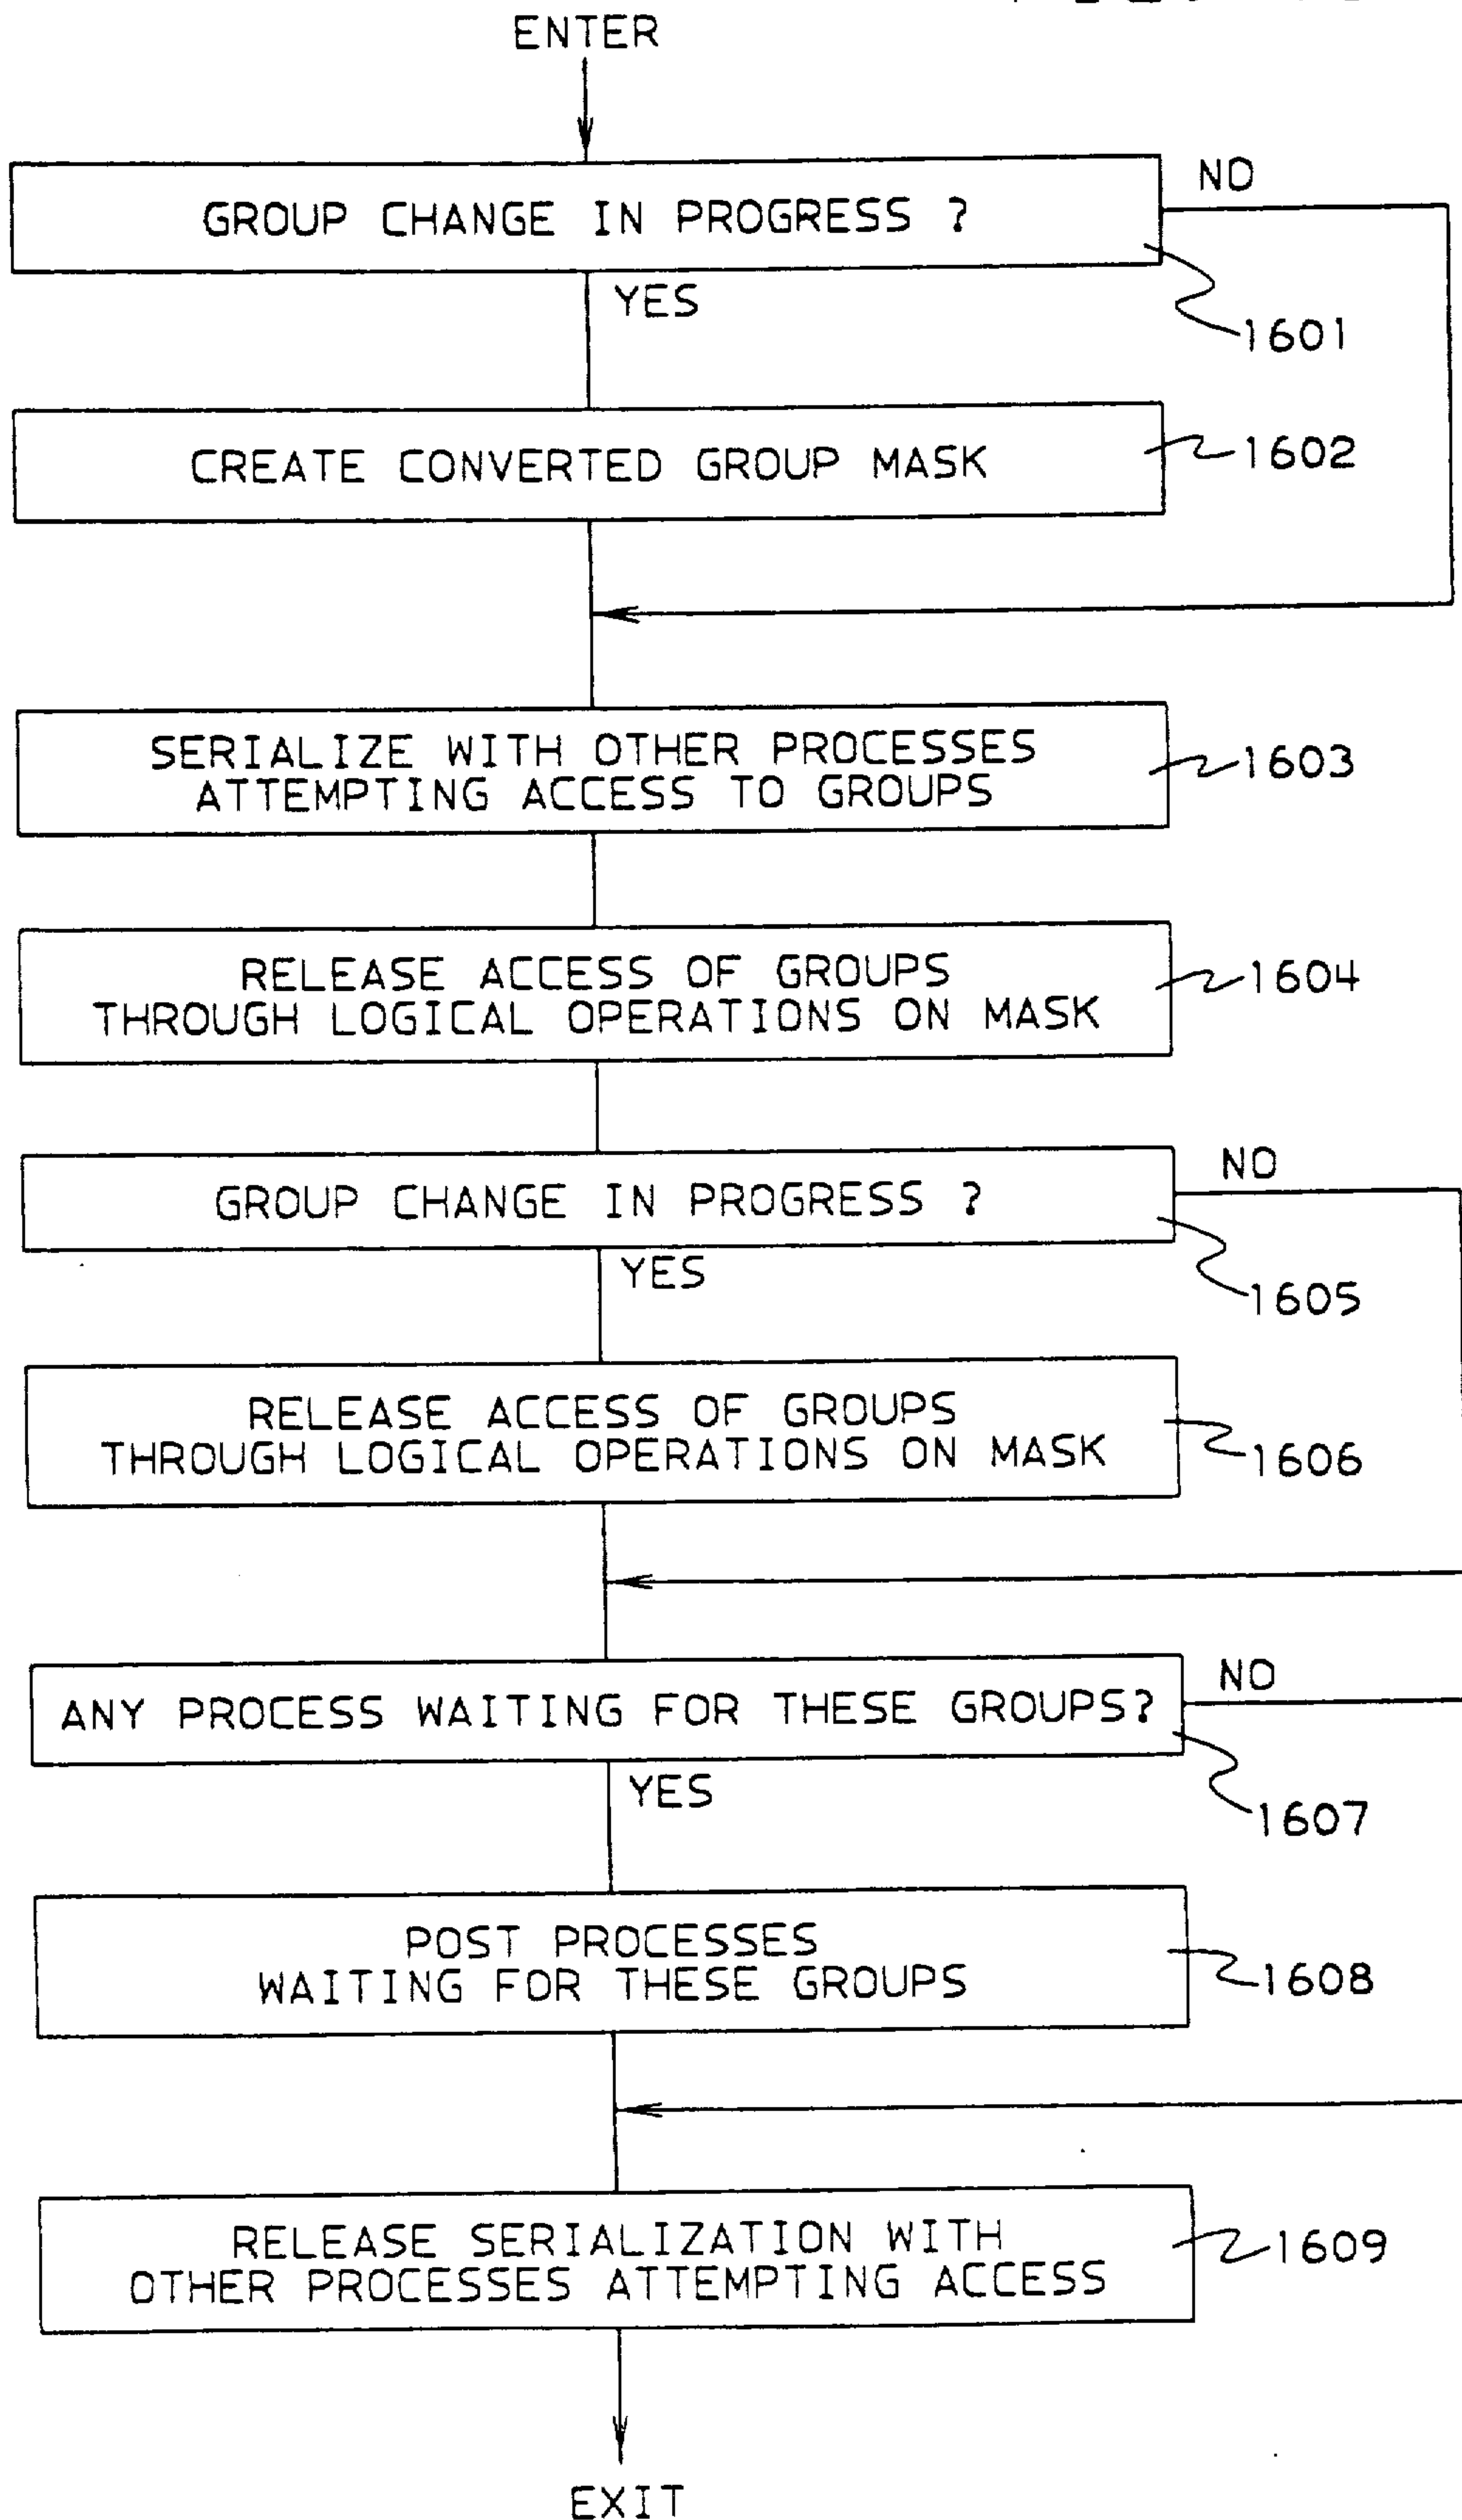 ENTER
GROUP CHANGE IN PROGRESS ?
NO
YES
1601
CREATE CONVERTED GROUP MASK
1602
SERIALIZE WITH OTHER PROCESSES
ATTEMPTING ACCESS TO GROUPS
1603
RELEASE ACCESS OF GROUPS
THROUGH LOGICAL OPERATIONS ON MASK
1604
GROUP CHANGE IN PROGRESS ?
NO
YES
1605
RELEASE ACCESS OF GROUPS
THROUGH LOGICAL OPERATIONS ON MASK
1606
ANY PROCESS WAITING FOR THESE GROUPS?
NO
YES
1607
POST PROCESSES
WAITING FOR THESE GROUPS
1608
RELEASE SERIALIZATION WITH
OTHER PROCESSES ATTEMPTING ACCESS
1609
EXIT